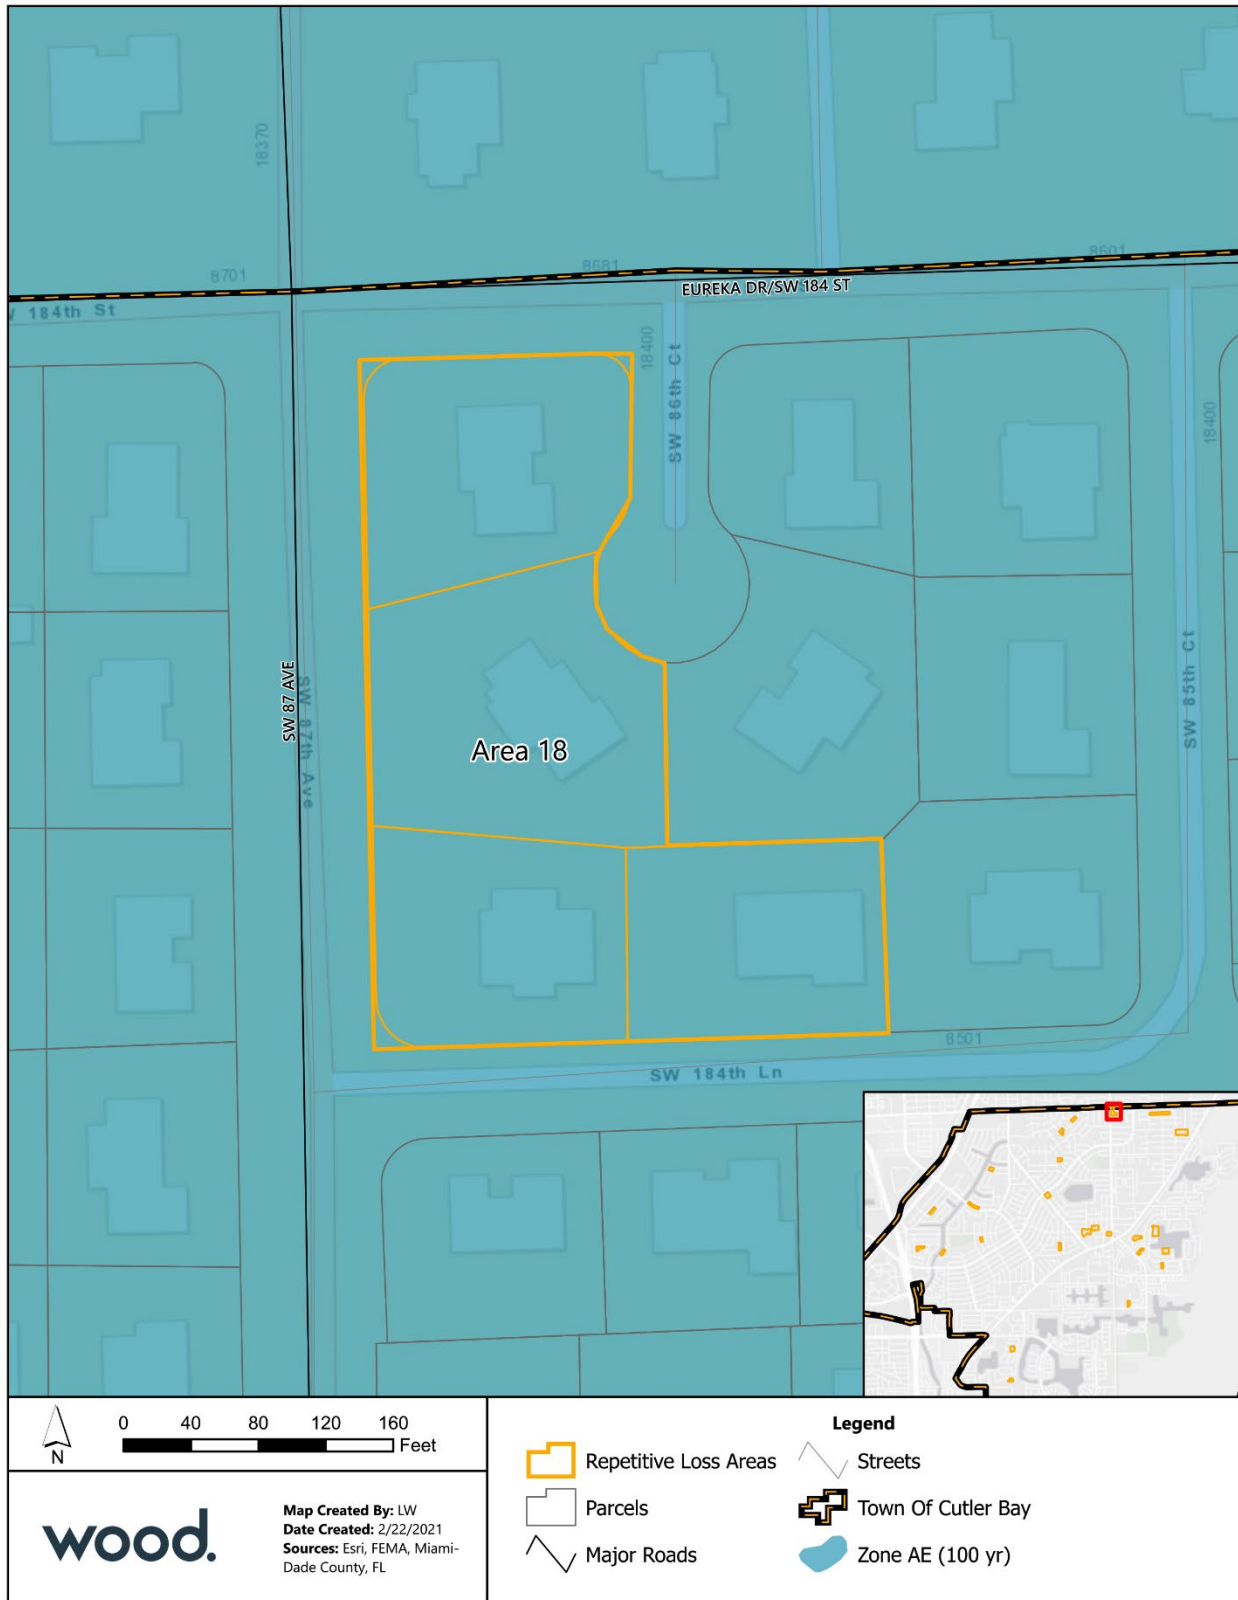 18370
8701
8681
8601
EUREKA DR/SW 184 ST
184th St
18400
SW 86th Ct
18400
SW 87 AVE
SW 87th Ave
SW 85th Ct
Area 18
8501
SW 184th Ln
0 40 80 120 160
Feet
N
wood.
Map Created By: LW
Date Created: 2/22/2021
Sources: Esri, FEMA, Miami-
Dade County, FL
Legend
Repetitive Loss Areas
Streets
Parcels
Town Of Cutler Bay
Major Roads
Zone AE (100 yr)